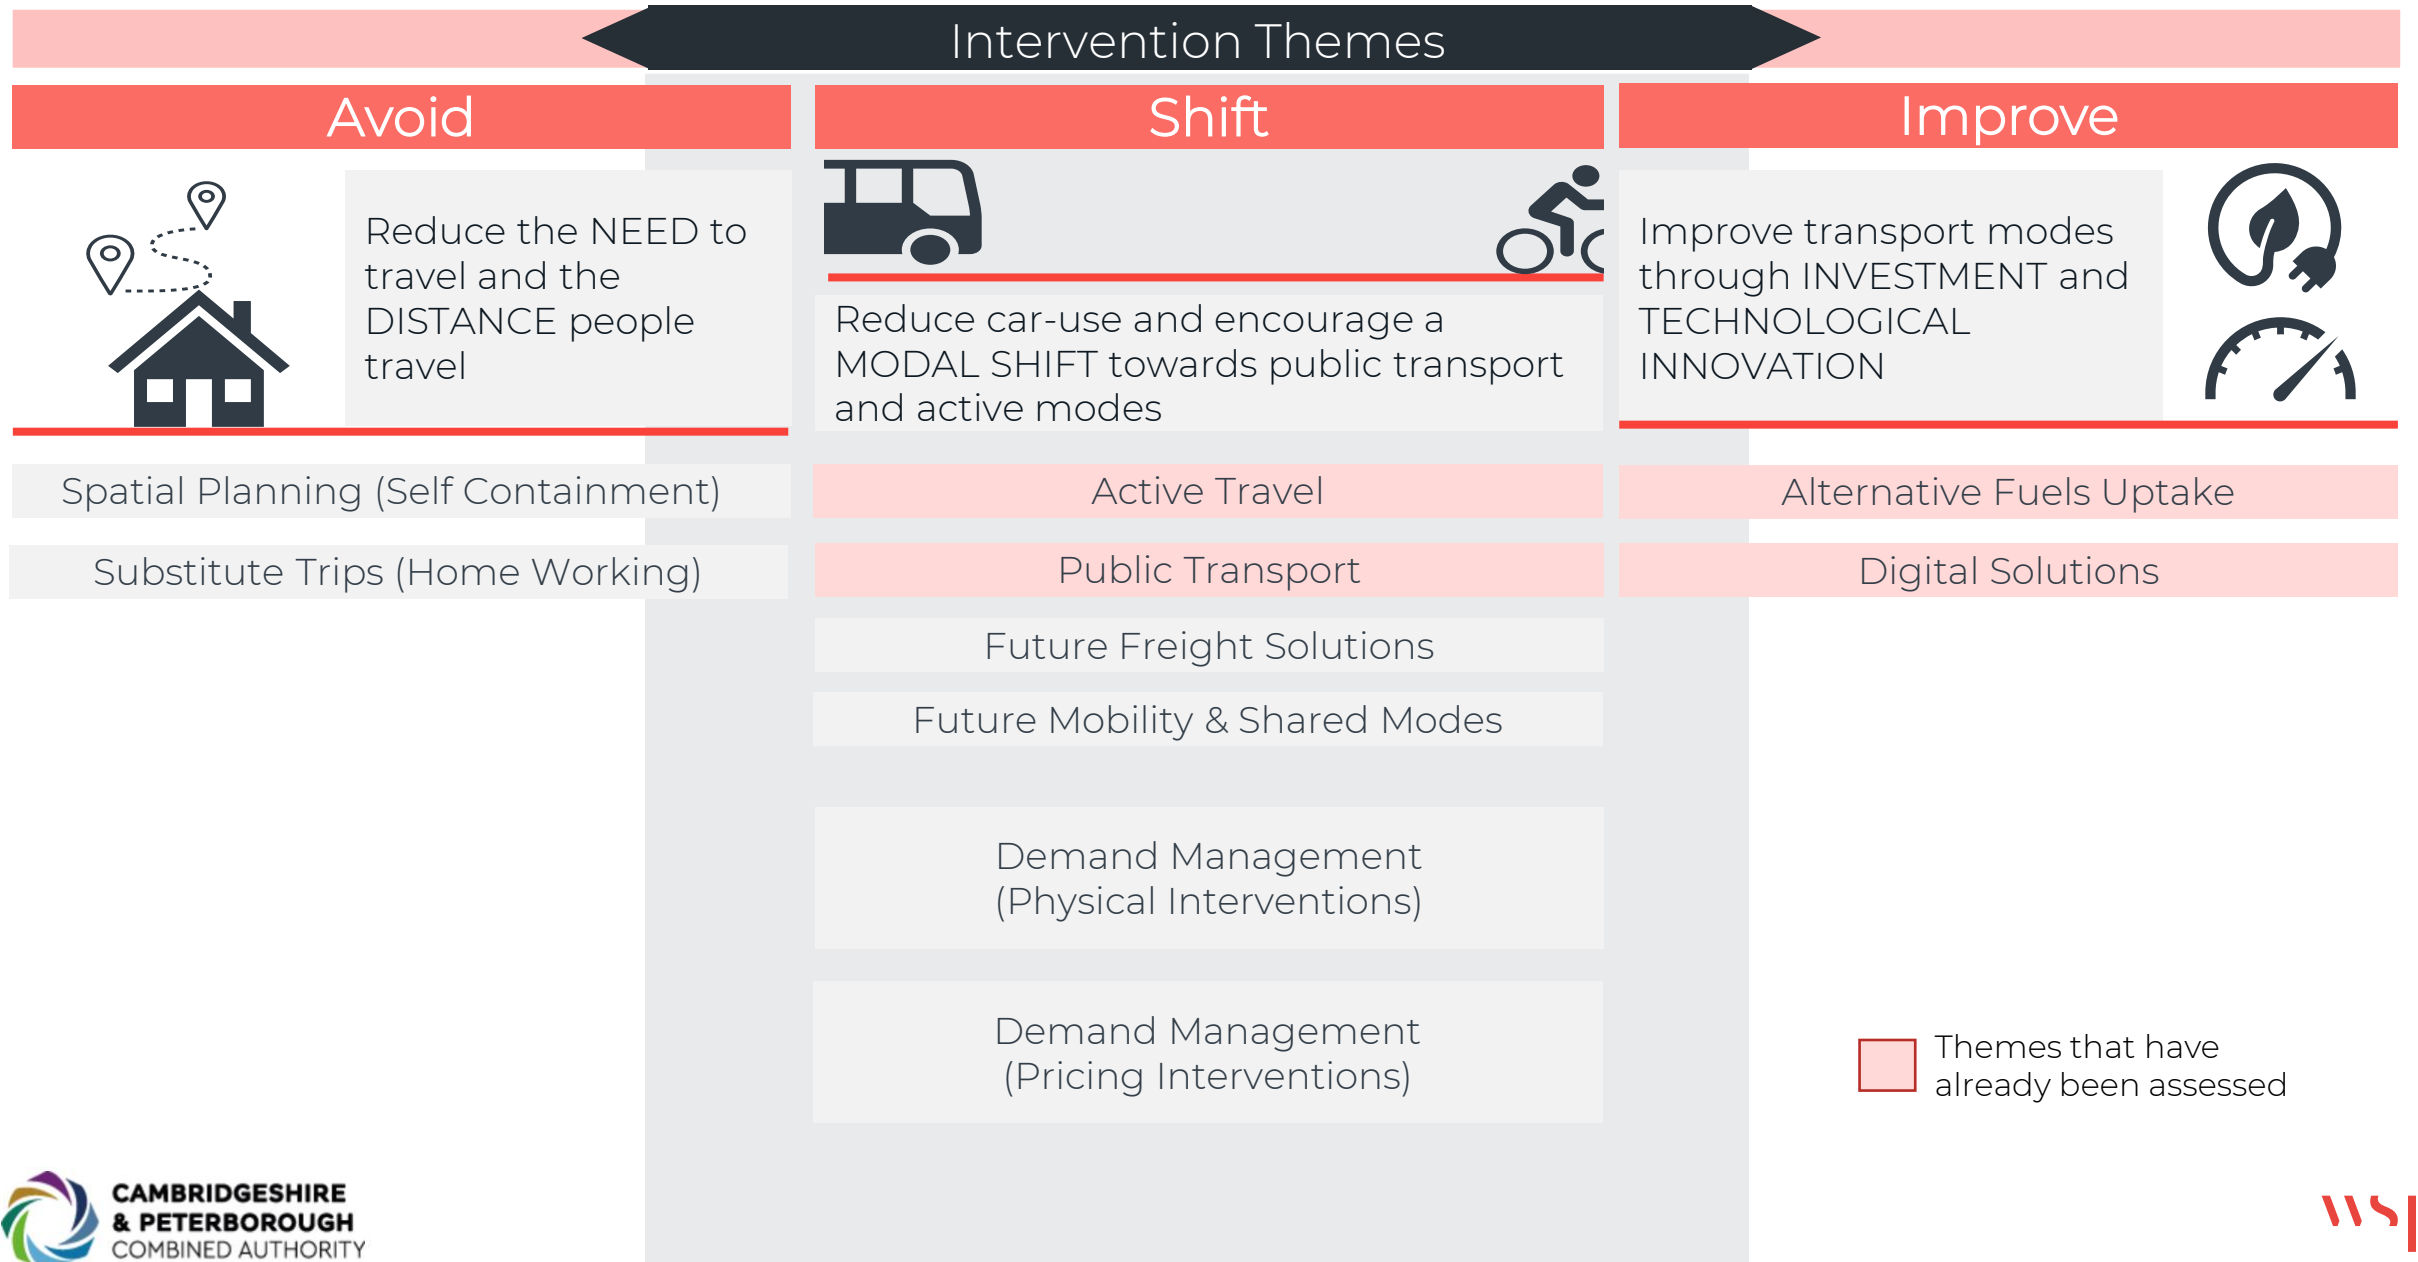 Intervention Themes
Avoid
Reduce the NEED to
travel and the
DISTANCE people
travel
Spatial Planning (Self Containment)
Substitute Trips (Home Working)
Shift
Reduce car-use and encourage a
MODAL SHIFT towards public transport
and active modes
Active Travel
Public Transport
Future Freight Solutions
Future Mobility & Shared Modes
Demand Management
(Physical Interventions)
Demand Management
(Pricing Interventions)
Improve
Improve transport modes
through INVESTMENT and
TECHNOLOGICAL
INNOVATION
Alternative Fuels Uptake
Digital Solutions
Themes that have
already been assessed
CAMBRIDGESHIRE
& PETERBOROUGH
COMBINED AUTHORITY
wsp